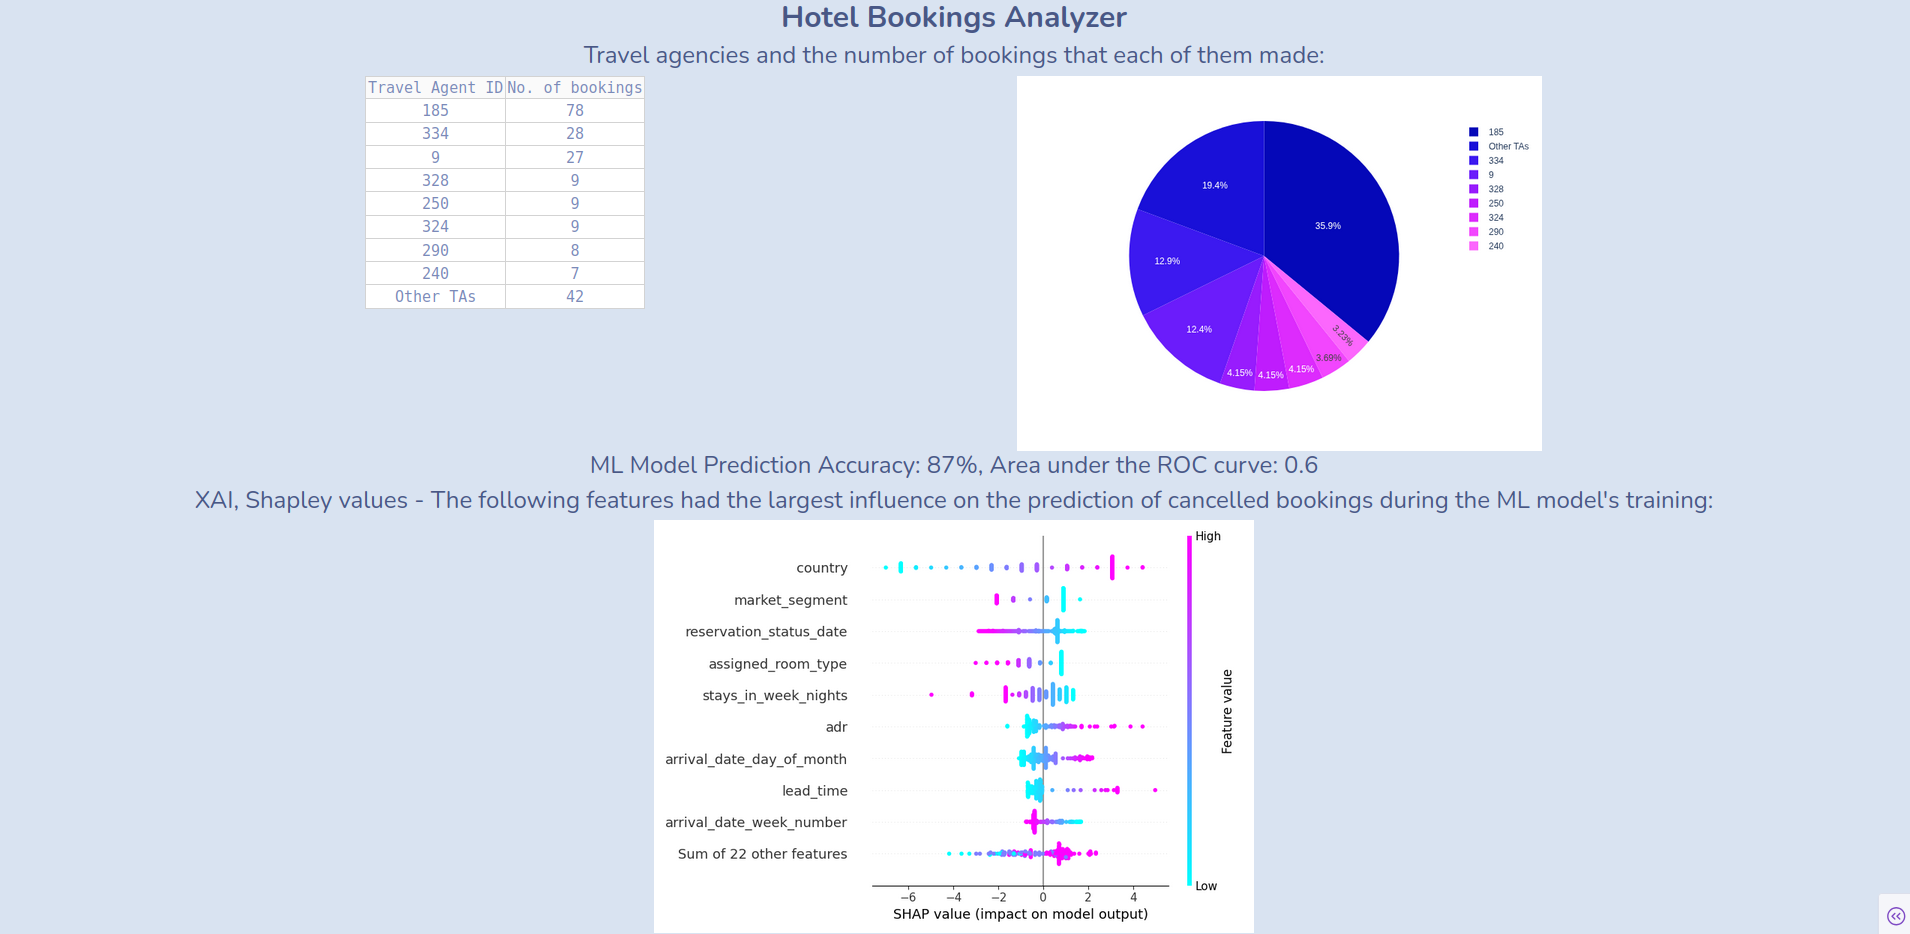 Hotel Bookings Analyzer
Travel agencies and the number of bookings that each of them made:
Travel Agent ID No. of bookings
185 78
334 28
9 27
328 9
250 9
324 9
290 8
240 7
Other TAs 42
35.9%
19.4%
12.9%
12.4%
4.15%
4.15%
4.15%
3.69%
3.23%
185
Other TAs
334
9
328
250
324
290
240
ML Model Prediction Accuracy: 87%, Area under the ROC curve: 0.6
XAI, Shapley values - The following features had the largest influence on the prediction of cancelled bookings during the ML model's training:
High
country
market_segment
reservation_status_date
assigned_room_type
stays_in_week_nights
adr
arrival_date_day_of_month
lead_time
arrival_date_week_number
Sum of 22 other features
Feature value
Low
−6 −4 −2 0 2 4
SHAP value (impact on model output)